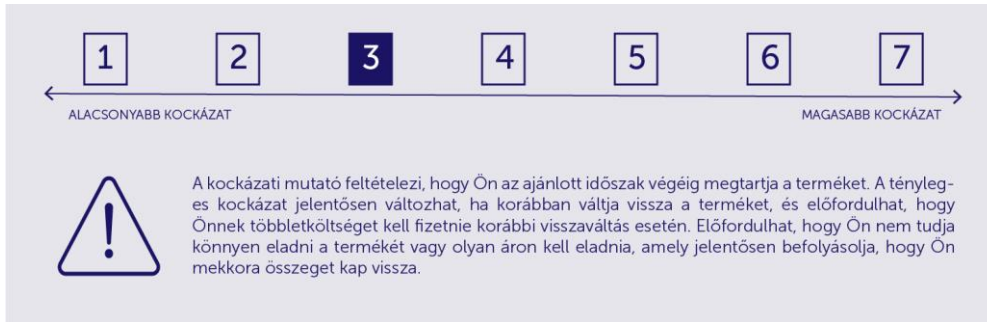 1 2 3 4 5 6 7
ALACSONYABB KOCKÁZAT MAGASABB KOCKÁZAT
A kockázati mutató feltételezi, hogy Ön az ajánlott időszak végéig megtartja a terméket. A tényleg-
es kockázat jelentősen változhat, ha korábban váltja vissza a terméket, és előfordulhat, hogy
Önnek többletköltséget kell fizetnie korábbi visszaváltás esetén. Előfordulhat, hogy Ön nem tudja
könnyen eladni a termékét vagy olyan áron kell eladnia, amely jelentősen befolyásolja, hogy Ön
mekkora összeget kap vissza.